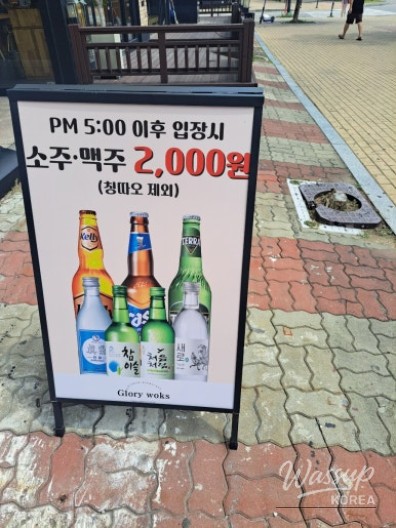 PM 5:00 이후 입장시
소주·맥주 2,000원
(칭따오 제외)
Kelly
TERRA
참이슬
처음처럼
새로
Glory woks
Wassup
KOREA